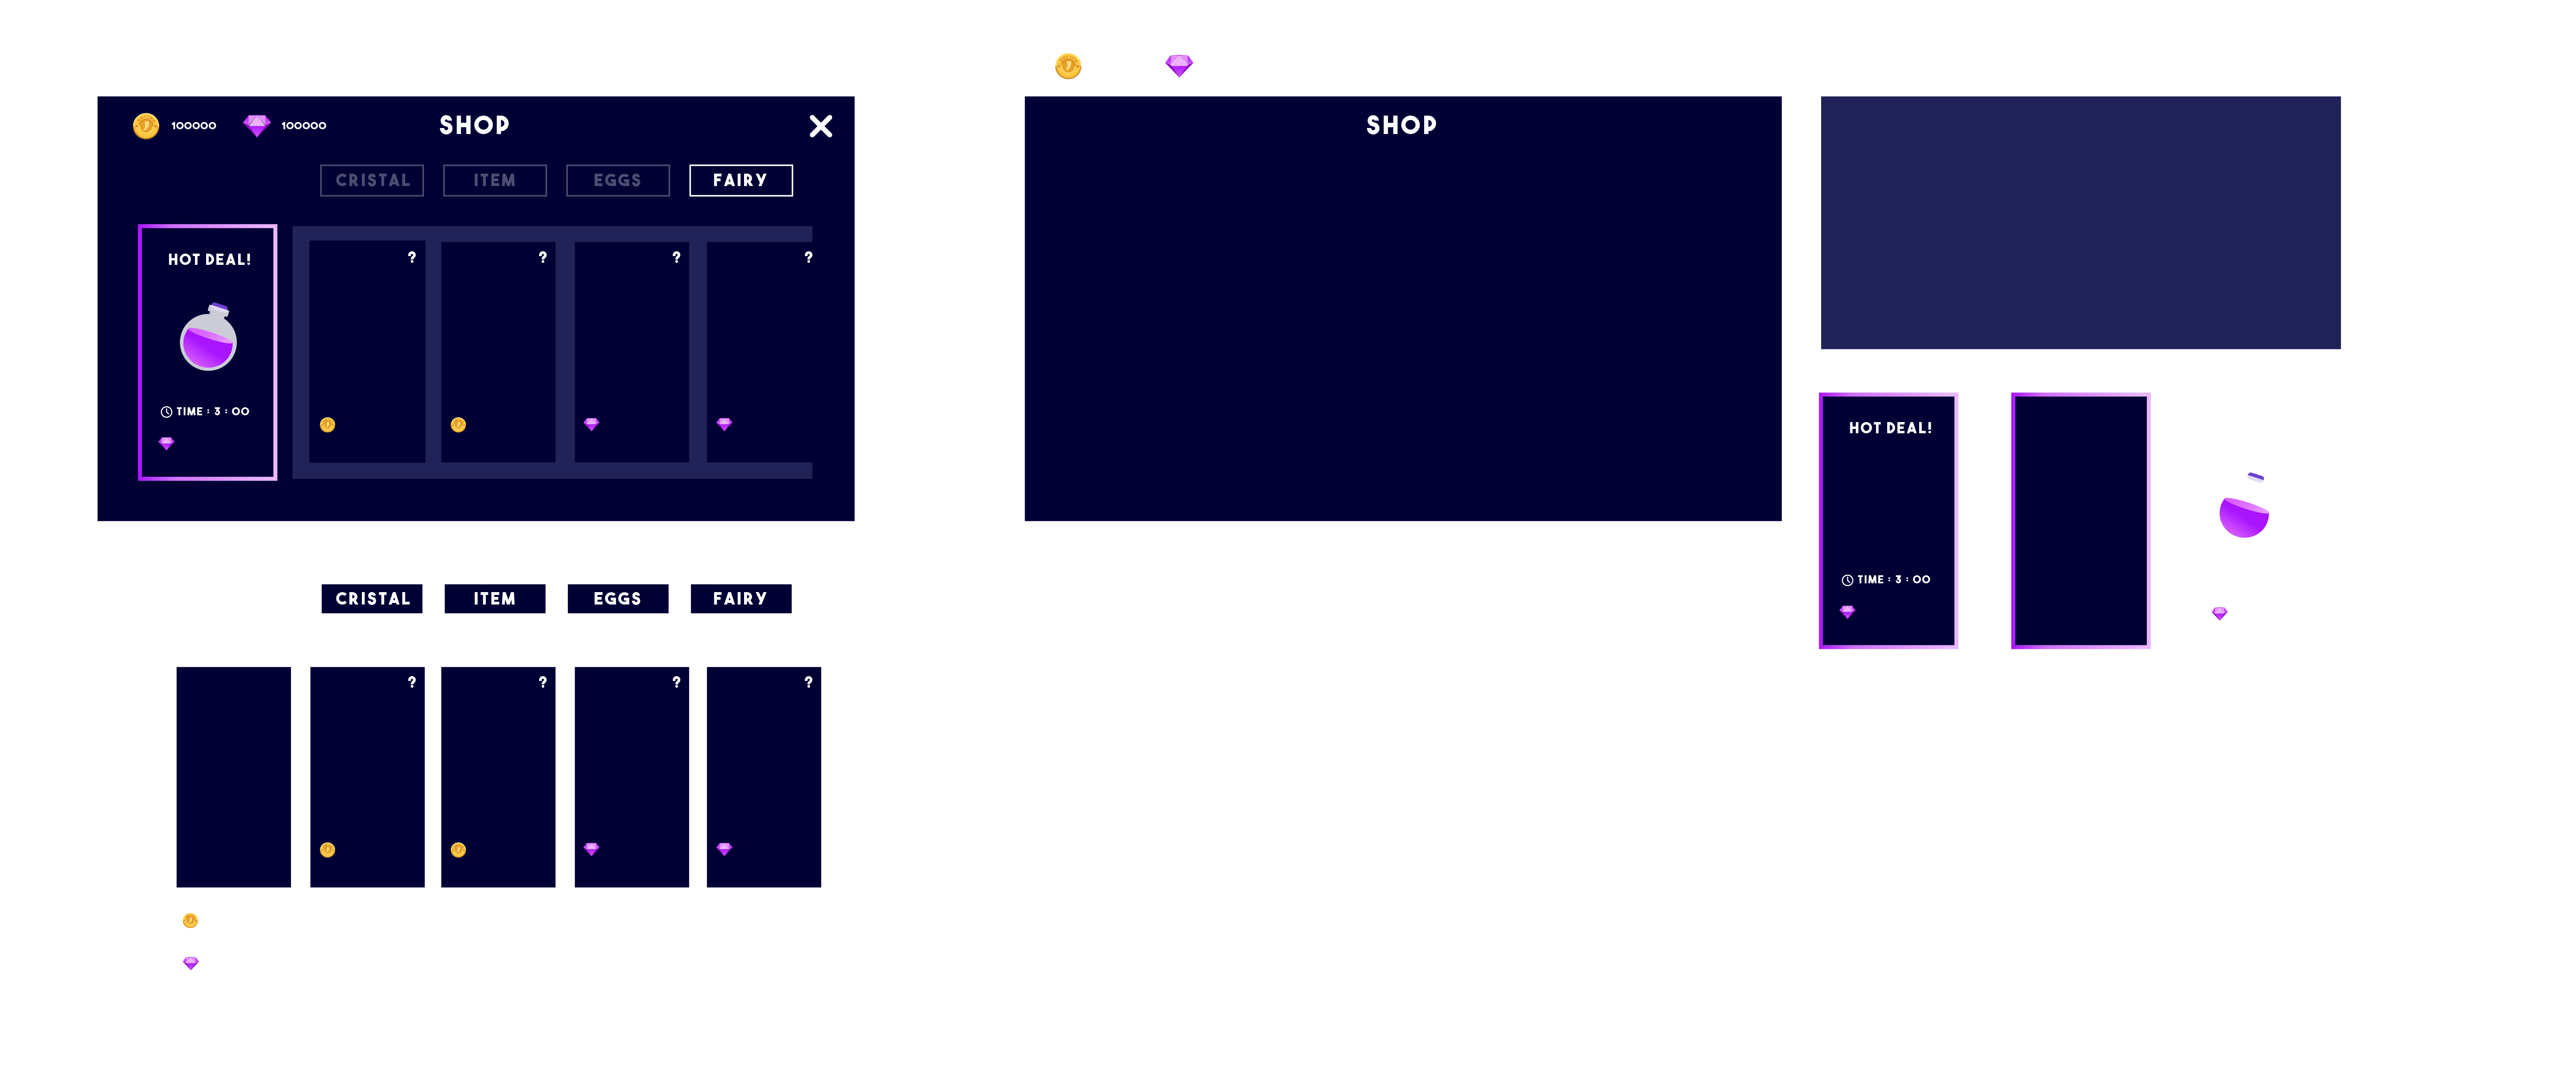 100000 100000 SHOP
CRISTAL ITEM EGGS FAIRY
HOT DEAL!
TIME : 3 : 00
? ? ? ?
SHOP
HOT DEAL!
TIME : 3 : 00
CRISTAL ITEM EGGS FAIRY
? ? ? ?